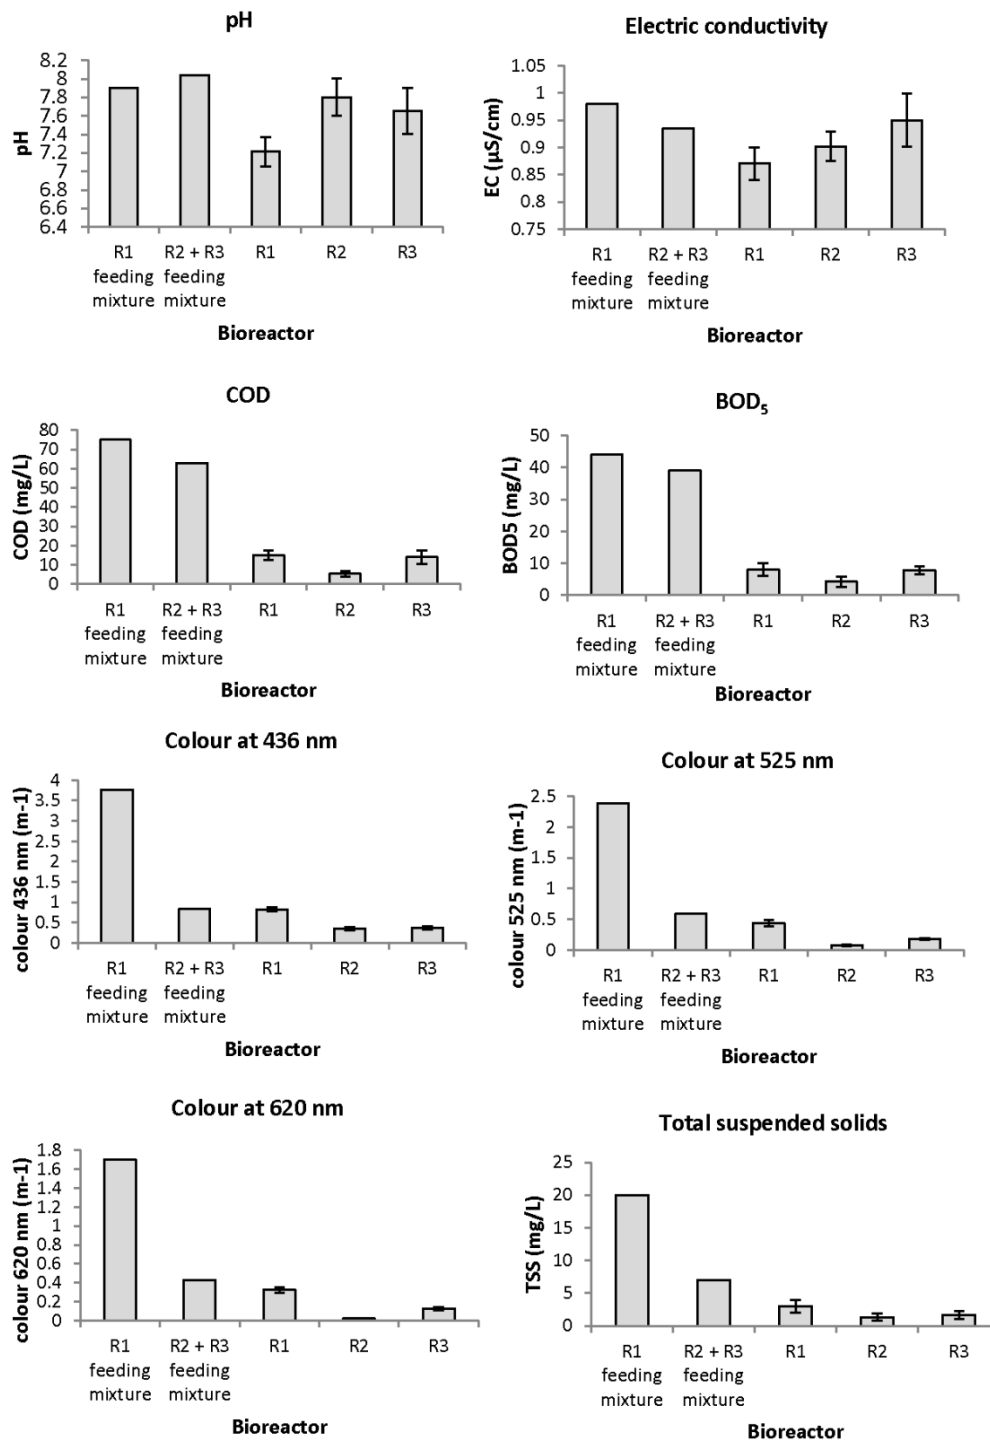 pH
pH
8.2
8
7.8
7.6
7.4
7.2
7
6.8
6.6
6.4
R1 feeding mixture
R2 + R3 feeding mixture
R1
R2
R3
Bioreactor
Electric conductivity
EC (µS/cm)
1.05
1
0.95
0.9
0.85
0.8
0.75
R1 feeding mixture
R2 + R3 feeding mixture
R1
R2
R3
Bioreactor
COD
COD (mg/L)
80
70
60
50
40
30
20
10
0
R1 feeding mixture
R2 + R3 feeding mixture
R1
R2
R3
Bioreactor
BOD₅
BOD5 (mg/L)
50
40
30
20
10
0
R1 feeding mixture
R2 + R3 feeding mixture
R1
R2
R3
Bioreactor
Colour at 436 nm
colour 436 nm (m-1)
4
3.5
3
2.5
2
1.5
1
0.5
0
R1 feeding mixture
R2 + R3 feeding mixture
R1
R2
R3
Bioreactor
Colour at 525 nm
colour 525 nm (m-1)
2.5
2
1.5
1
0.5
0
R1 feeding mixture
R2 + R3 feeding mixture
R1
R2
R3
Bioreactor
Colour at 620 nm
colour 620 nm (m-1)
1.8
1.6
1.4
1.2
1
0.8
0.6
0.4
0.2
0
R1 feeding mixture
R2 + R3 feeding mixture
R1
R2
R3
Bioreactor
Total suspended solids
TSS (mg/L)
25
20
15
10
5
0
R1 feeding mixture
R2 + R3 feeding mixture
R1
R2
R3
Bioreactor